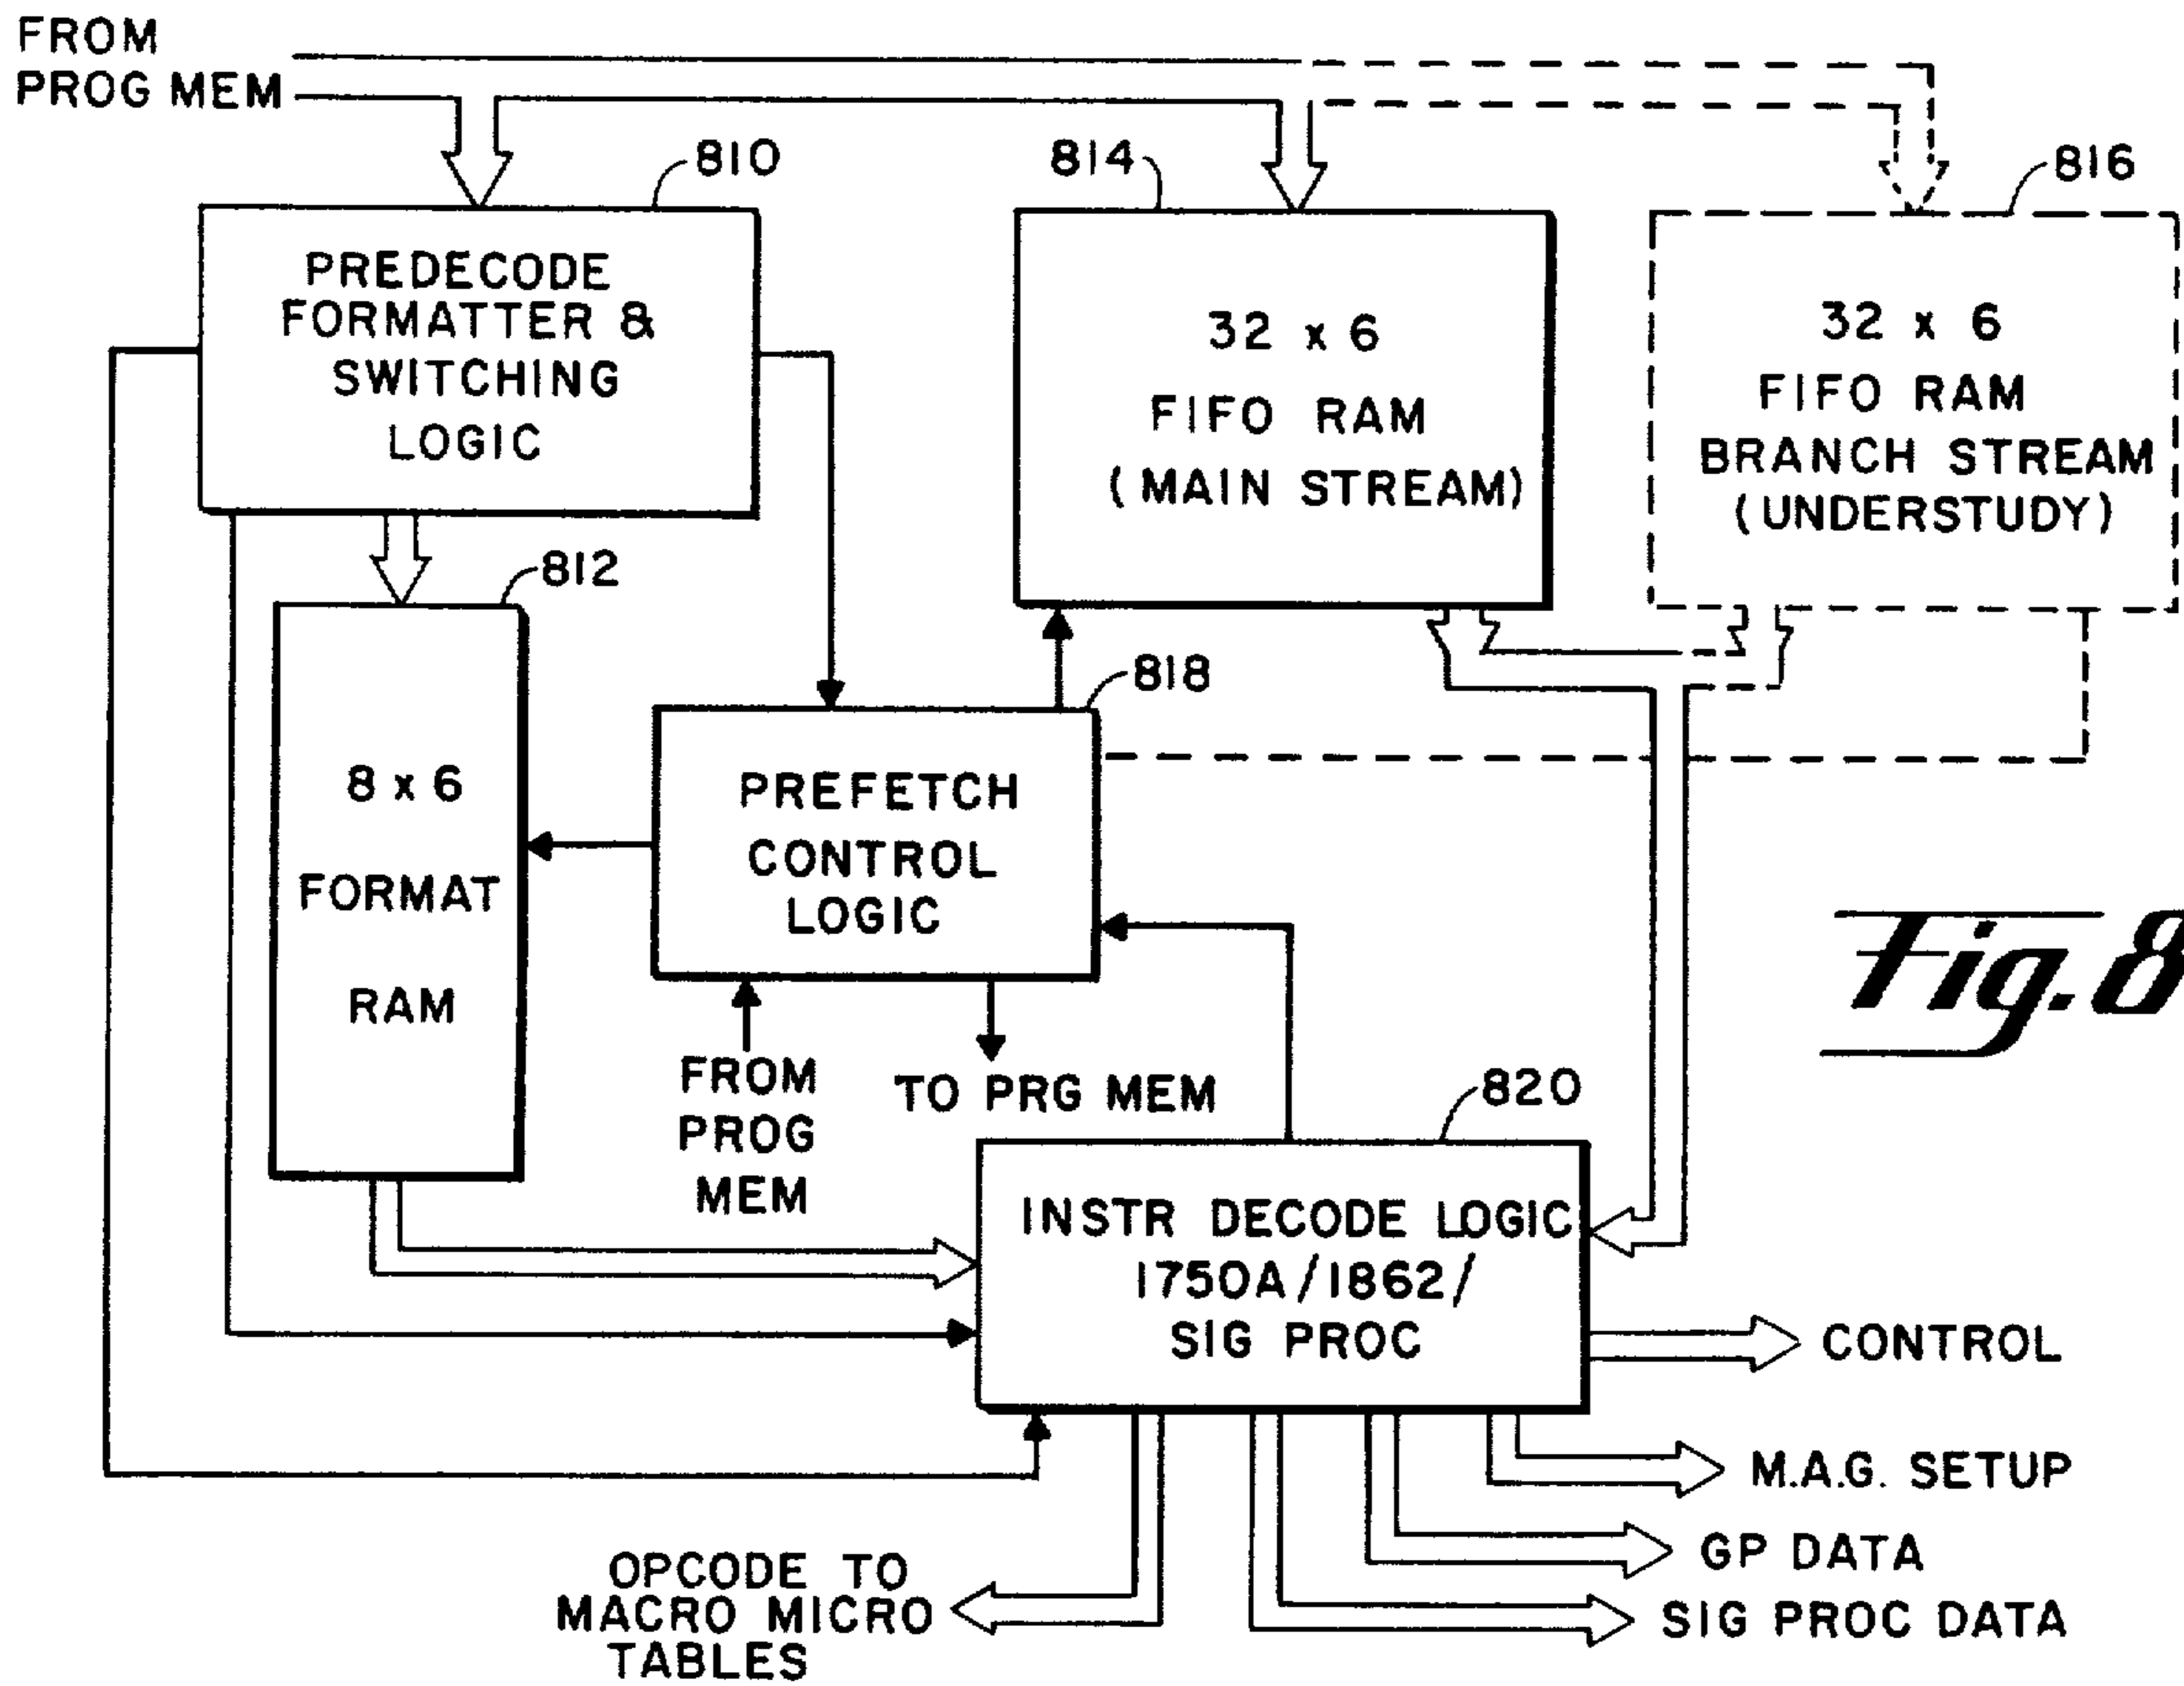 FROM
PROG MEM
810
814
816
PREDECODE
FORMATTER &
SWITCHING
LOGIC
32 x 6
FIFO RAM
(MAIN STREAM)
32 x 6
FIFO RAM
BRANCH STREAM
(UNDERSTUDY)
812
8 x 6
FORMAT
RAM
818
PREFETCH
CONTROL
LOGIC
FROM
PROG
MEM
TO PRG MEM
Fig. 8
820
INSTR DECODE LOGIC
1750A/1862/
SIG PROC
CONTROL
M.A.G. SETUP
GP DATA
SIG PROC DATA
OPCODE TO
MACRO MICRO
TABLES